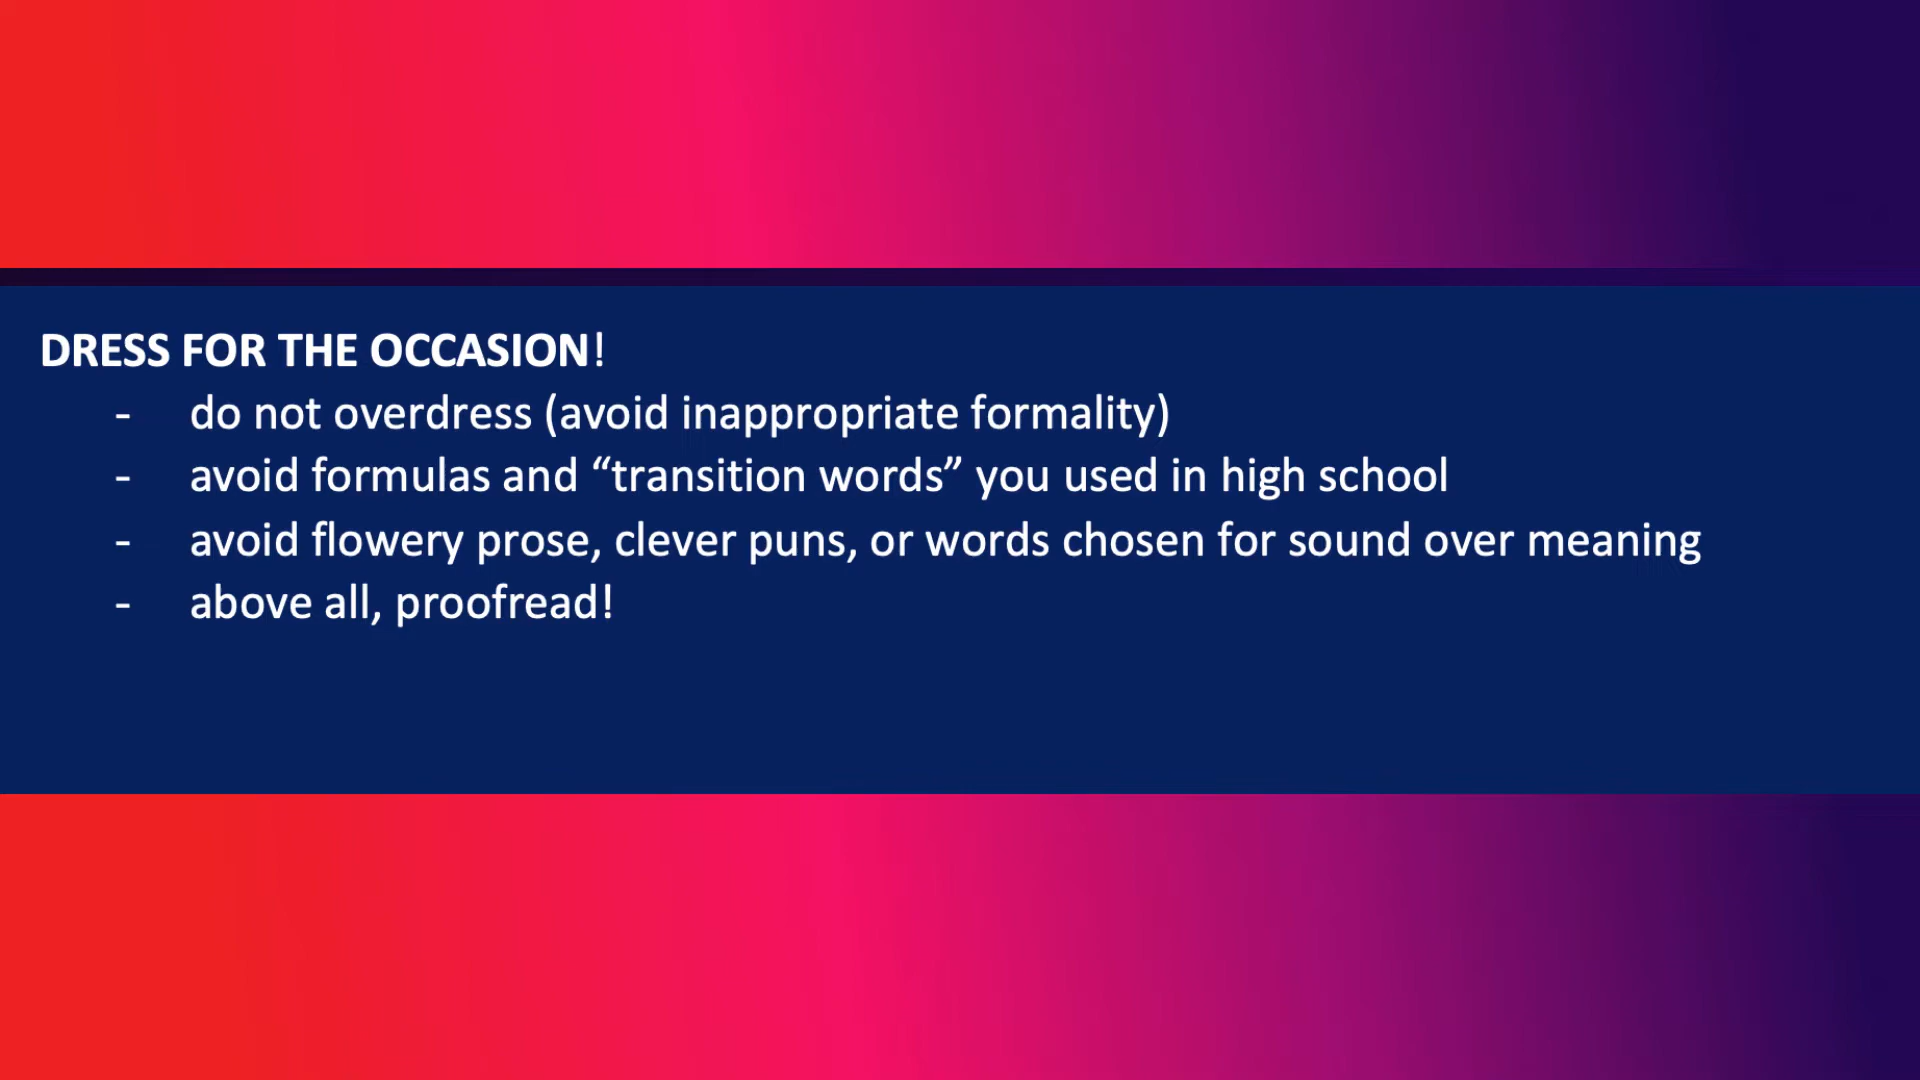 DRESS FOR THE OCCASION!
- do not overdress (avoid inappropriate formality)
- avoid formulas and “transition words” you used in high school
- avoid flowery prose, clever puns, or words chosen for sound over meaning
- above all, proofread!